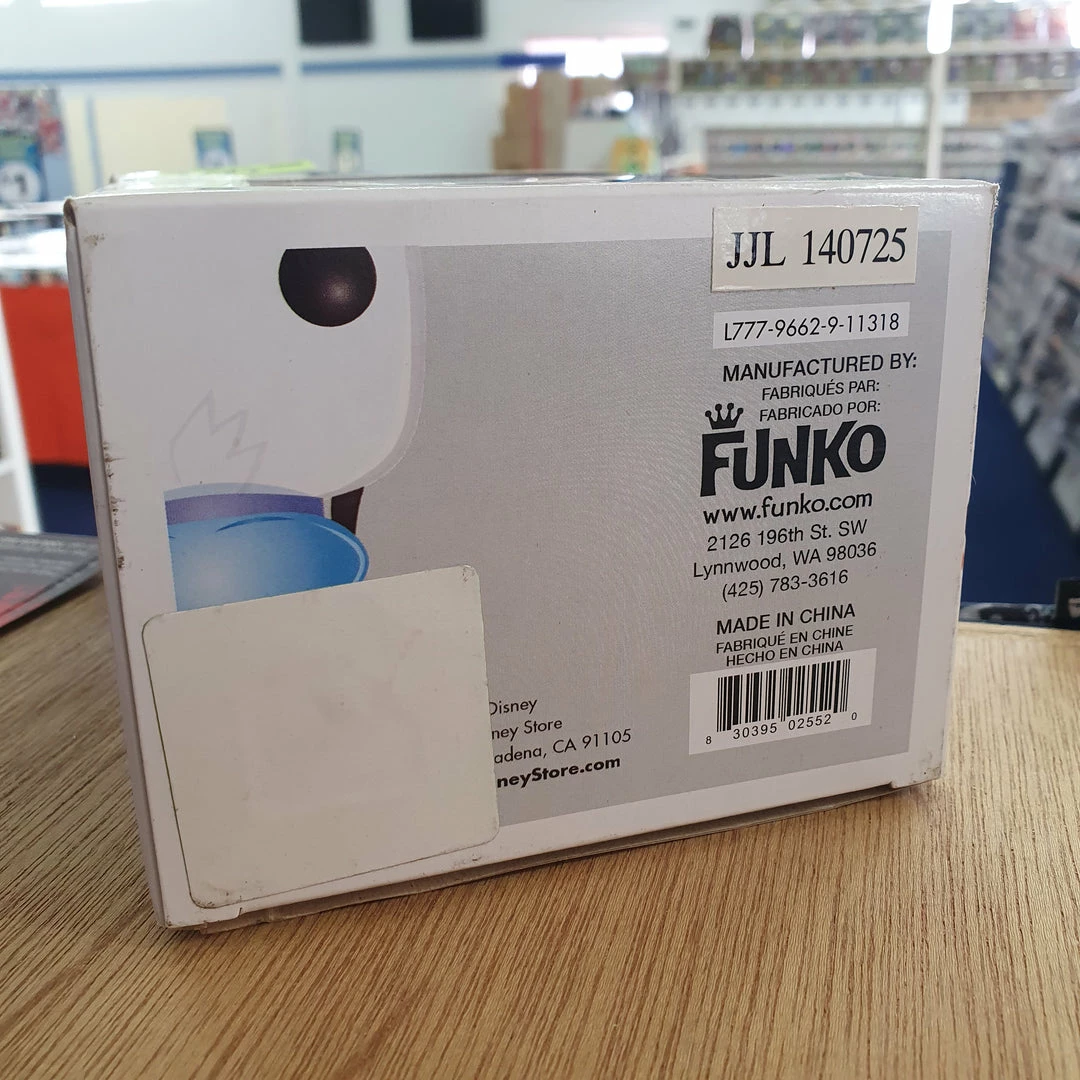 JJL 140725
L777-9662-9-11318
MANUFACTURED BY:
FABRIQUÉS PAR:
FABRICADO POR:
FUNKO
www.funko.com
2126 196th St. SW
Lynnwood, WA 98036
(425) 783-3616
MADE IN CHINA
FABRIQUÉ EN CHINE
HECHO EN CHINA
8 30395 02552 0
Disney
ney Store
adena, CA 91105
neyStore.com